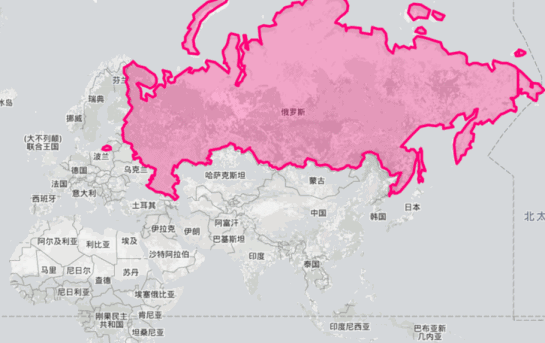 冰岛
芬兰
瑞典
挪威
俄罗斯
(大不列颠)
联合王国
波兰
德国
乌克兰
法国
意大利
西班牙
土耳其
哈萨克斯坦
蒙古
中国
韩国
日本
北太
伊拉克
伊朗
阿富汗
巴基斯坦
阿尔及利亚
利比亚
埃及
沙特阿拉伯
印度
泰国
马里
尼日尔
乍得
苏丹
尼日利亚
埃塞俄比亚
刚果民主
共和国
肯尼亚
坦桑尼亚
印度尼西亚
巴布亚新
几内亚